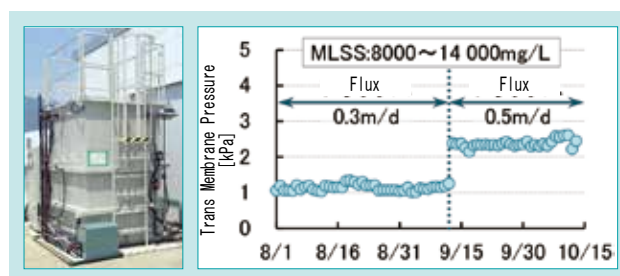 MLSS:8000～14 000mg/L
Flux Flux
0.3m/d 0.5m/d
Trans Membrane Pressure
[kPa]
5
4
3
2
1
0
8/1 8/16 8/31 9/15 9/30 10/15